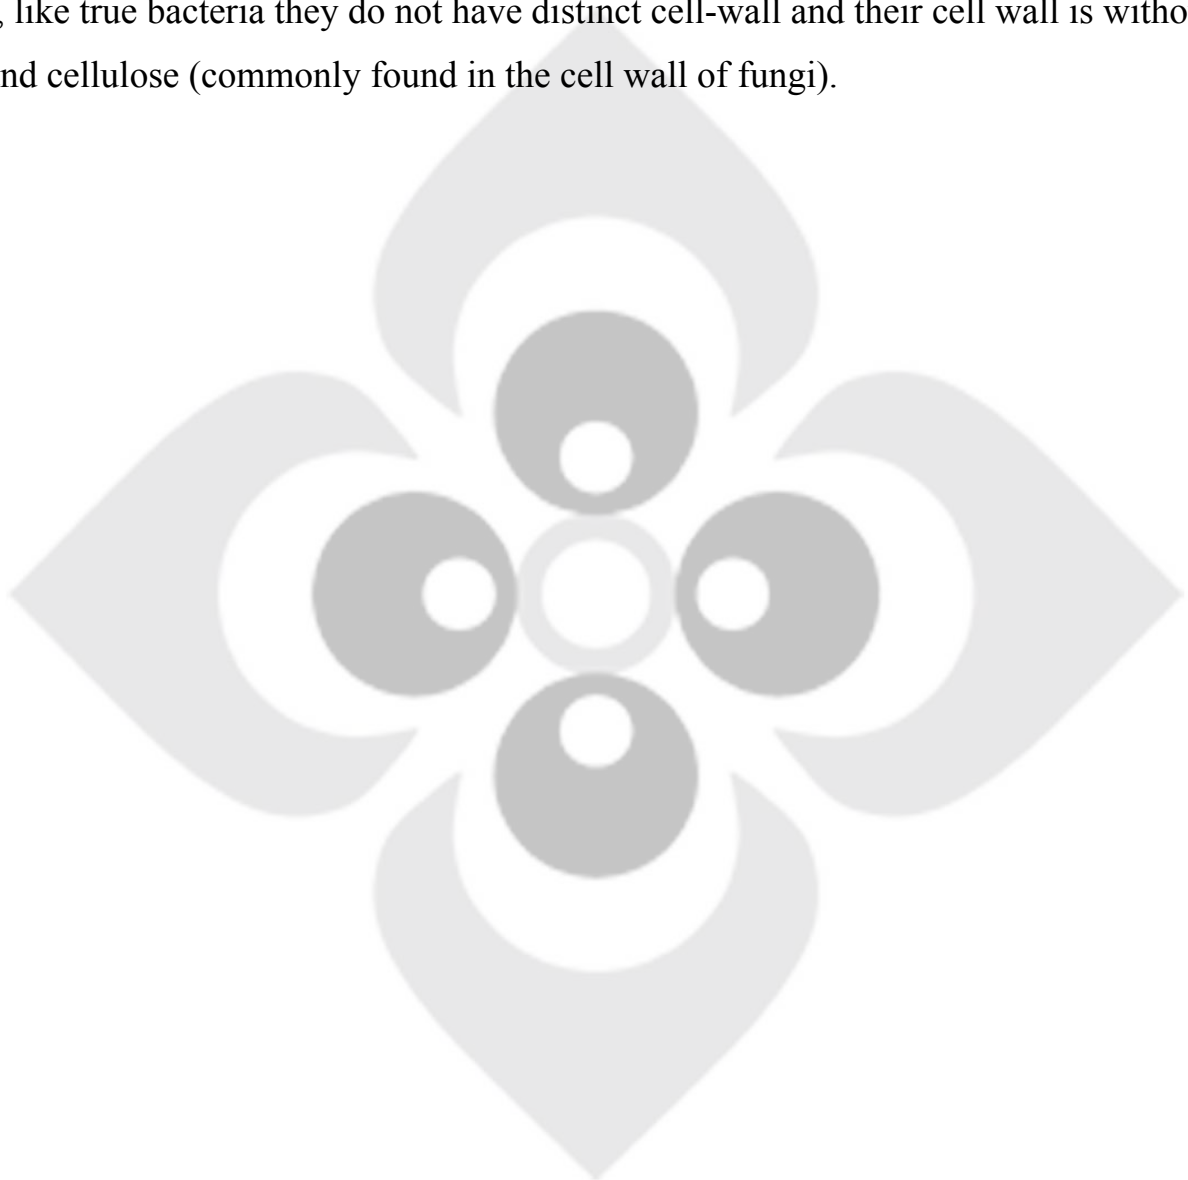 , like true bacteria they do not have distinct cell-wall and their cell wall is witho
nd cellulose (commonly found in the cell wall of fungi).